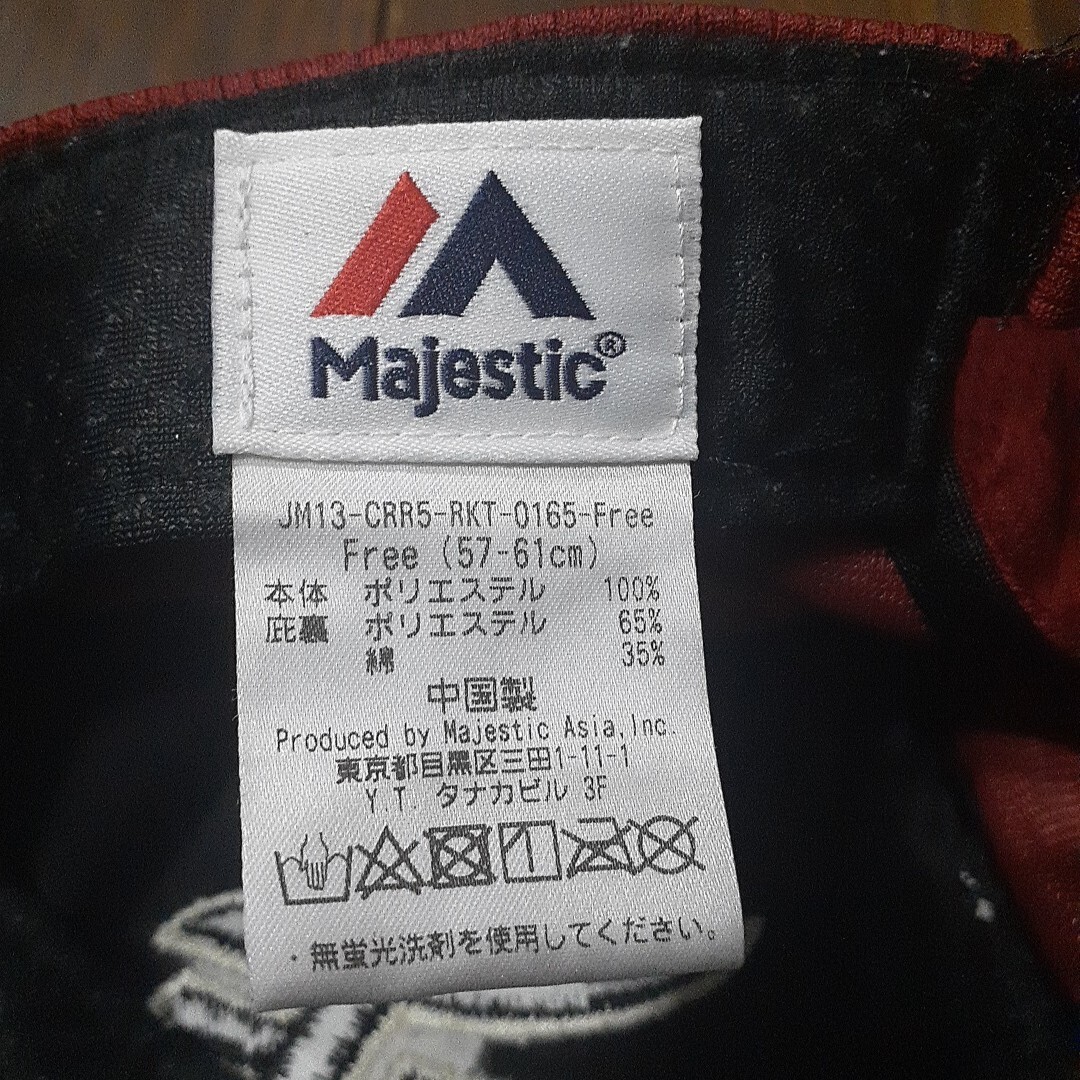 Majestic®
JM13-CRR5-RKT-0165-Free
Free (57-61cm)
本体 ポリエステル 100%
庇裏 ポリエステル 65%
綿 35%
中国製
Produced by Majestic Asia,Inc.
東京都目黒区三田1-11-1
Y.T. タナカビル 3F
・無蛍光洗剤を使用してください。